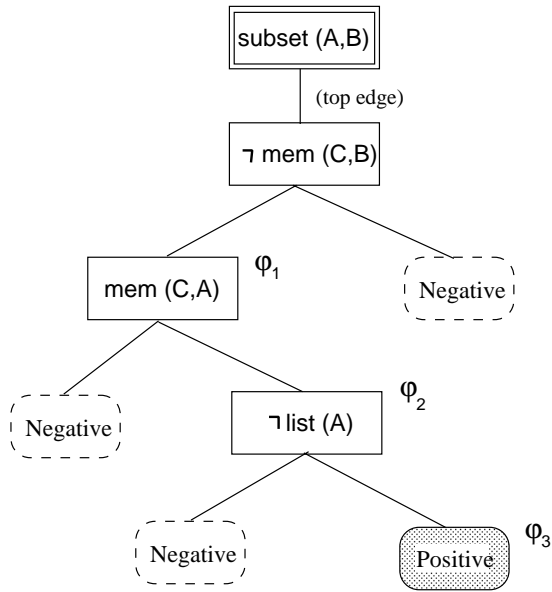 subset (A,B)
(top edge)
¬ mem (C,B)
mem (C,A)
φ1
Negative
Negative
¬ list (A)
φ2
Negative
Positive
φ3